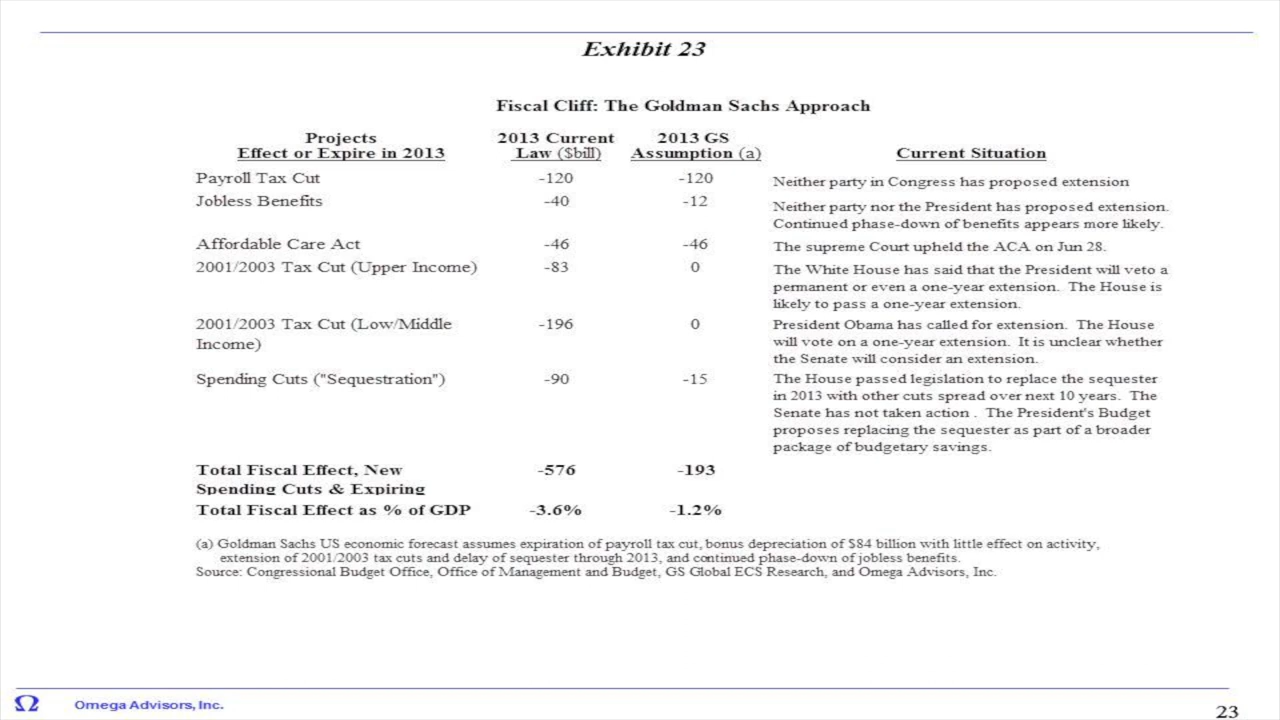 Exhibit 23
Fiscal Cliff: The Goldman Sachs Approach
Projects
Effect or Expire in 2013
2013 Current
Law ($bill)
2013 GS
Assumption (a)
Current Situation
Payroll Tax Cut -120 -120 Neither party in Congress has proposed extension
Jobless Benefits -40 -12 Neither party nor the President has proposed extension.
Continued phase-down of benefits appears more likely.
Affordable Care Act -46 -46 The supreme Court upheld the ACA on Jun 28.
2001/2003 Tax Cut (Upper Income) -83 0 The White House has said that the President will veto a
permanent or even a one-year extension. The House is
likely to pass a one-year extension.
2001/2003 Tax Cut (Low/Middle -196 0 President Obama has called for extension. The House
Income) will vote on a one-year extension. It is unclear whether
the Senate will consider an extension.
Spending Cuts ("Sequestration") -90 -15 The House passed legislation to replace the sequester
in 2013 with other cuts spread over next 10 years. The
Senate has not taken action . The President's Budget
proposes replacing the sequester as part of a broader
package of budgetary savings.
Total Fiscal Effect, New -576 -193
Spending Cuts & Expiring
Total Fiscal Effect as % of GDP -3.6% -1.2%
(a) Goldman Sachs US economic forecast assumes expiration of payroll tax cut, bonus depreciation of $84 billion with little effect on activity,
extension of 2001/2003 tax cuts and delay of sequester through 2013, and continued phase-down of jobless benefits.
Source: Congressional Budget Office, Office of Management and Budget, GS Global ECS Research, and Omega Advisors, Inc.
Ω Omega Advisors, Inc.
23